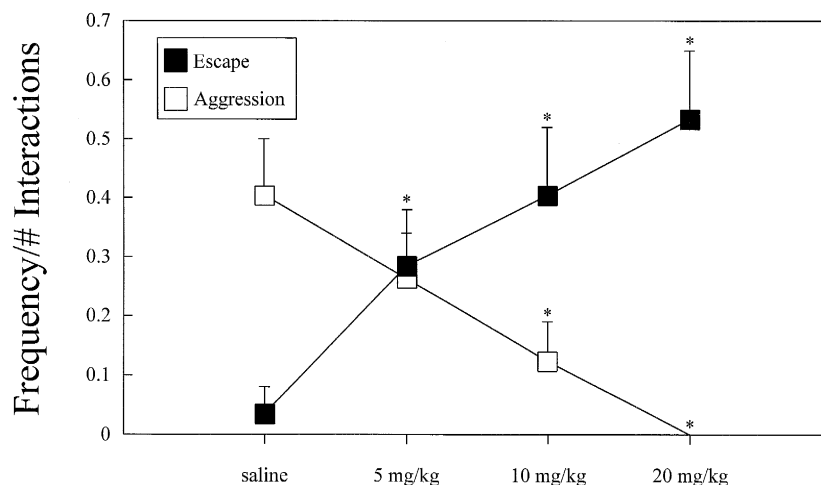 Frequency/# Interactions
0.7
0.6
0.5
0.4
0.3
0.2
0.1
0
Escape
Aggression
*
*
*
*
*
saline
5 mg/kg
10 mg/kg
20 mg/kg